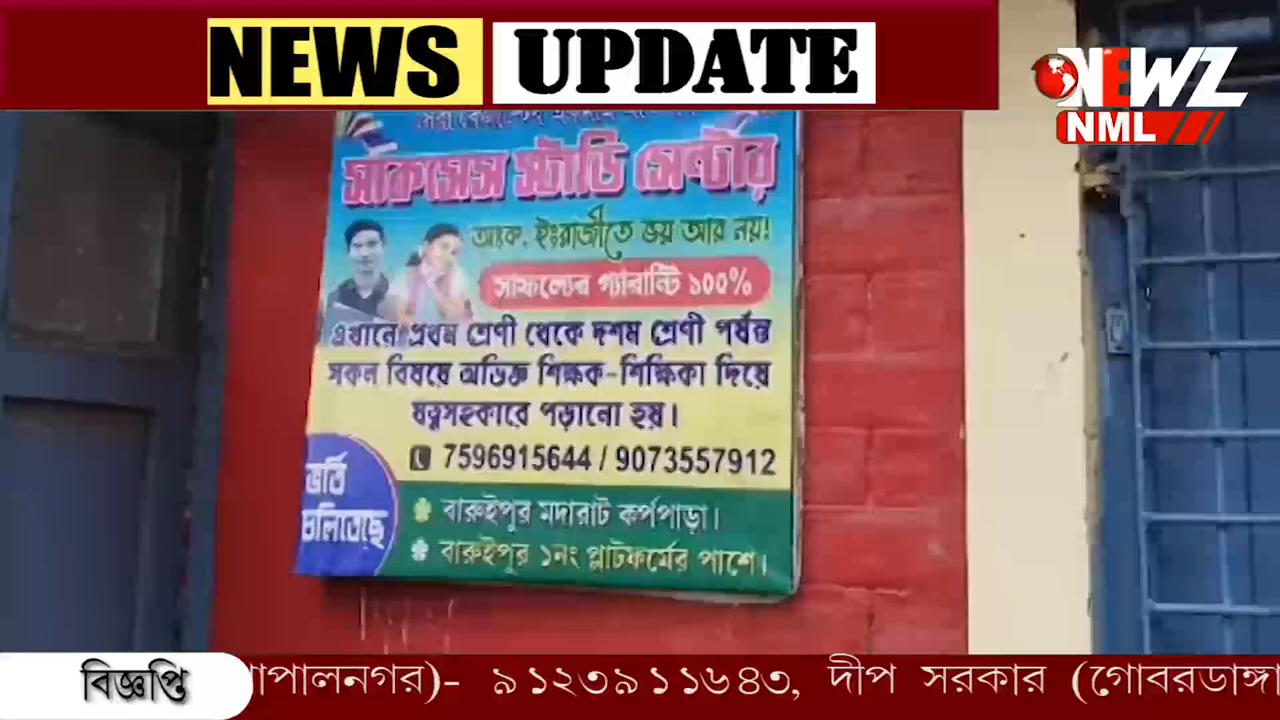 NEWS UPDATE
NEWZ
NML
সাকসেস স্টাডি সেন্টার
অংক, ইংরাজীতে ভয় আর নয়!
সাফল্যের গ্যারান্টি ১০০%
এখানে প্রথম শ্রেণী থেকে দশম শ্রেণী পর্যন্ত
সকল বিষয়ে অভিজ্ঞ শিক্ষক-শিক্ষিকা দিয়ে
যত্নসহকারে পড়ানো হয়।
7596915644 / 9073557912
ভর্তি
চলিতেছে
বারুইপুর মদারাট কর্পপাড়া।
বারুইপুর ১নং প্লাটফর্মের পাশে।
বিজ্ঞপ্তি
াপালনগর)- ৯১২৩৯১১৬৪৩, দীপ সরকার (গোবরডাঙ্গা